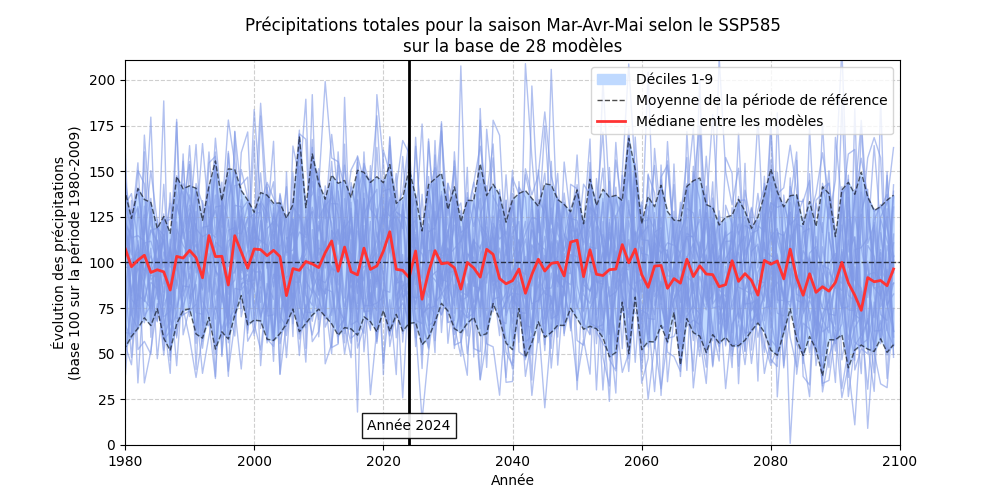 Précipitations totales pour la saison Mar-Avr-Mai selon le SSP585
sur la base de 28 modèles
Déciles 1-9
Moyenne de la période de référence
Médiane entre les modèles
Évolution des précipitations
(base 100 sur la période 1980-2009)
200
175
150
125
100
75
50
25
0
Année 2024
1980
2000
2020
2040
2060
2080
2100
Année